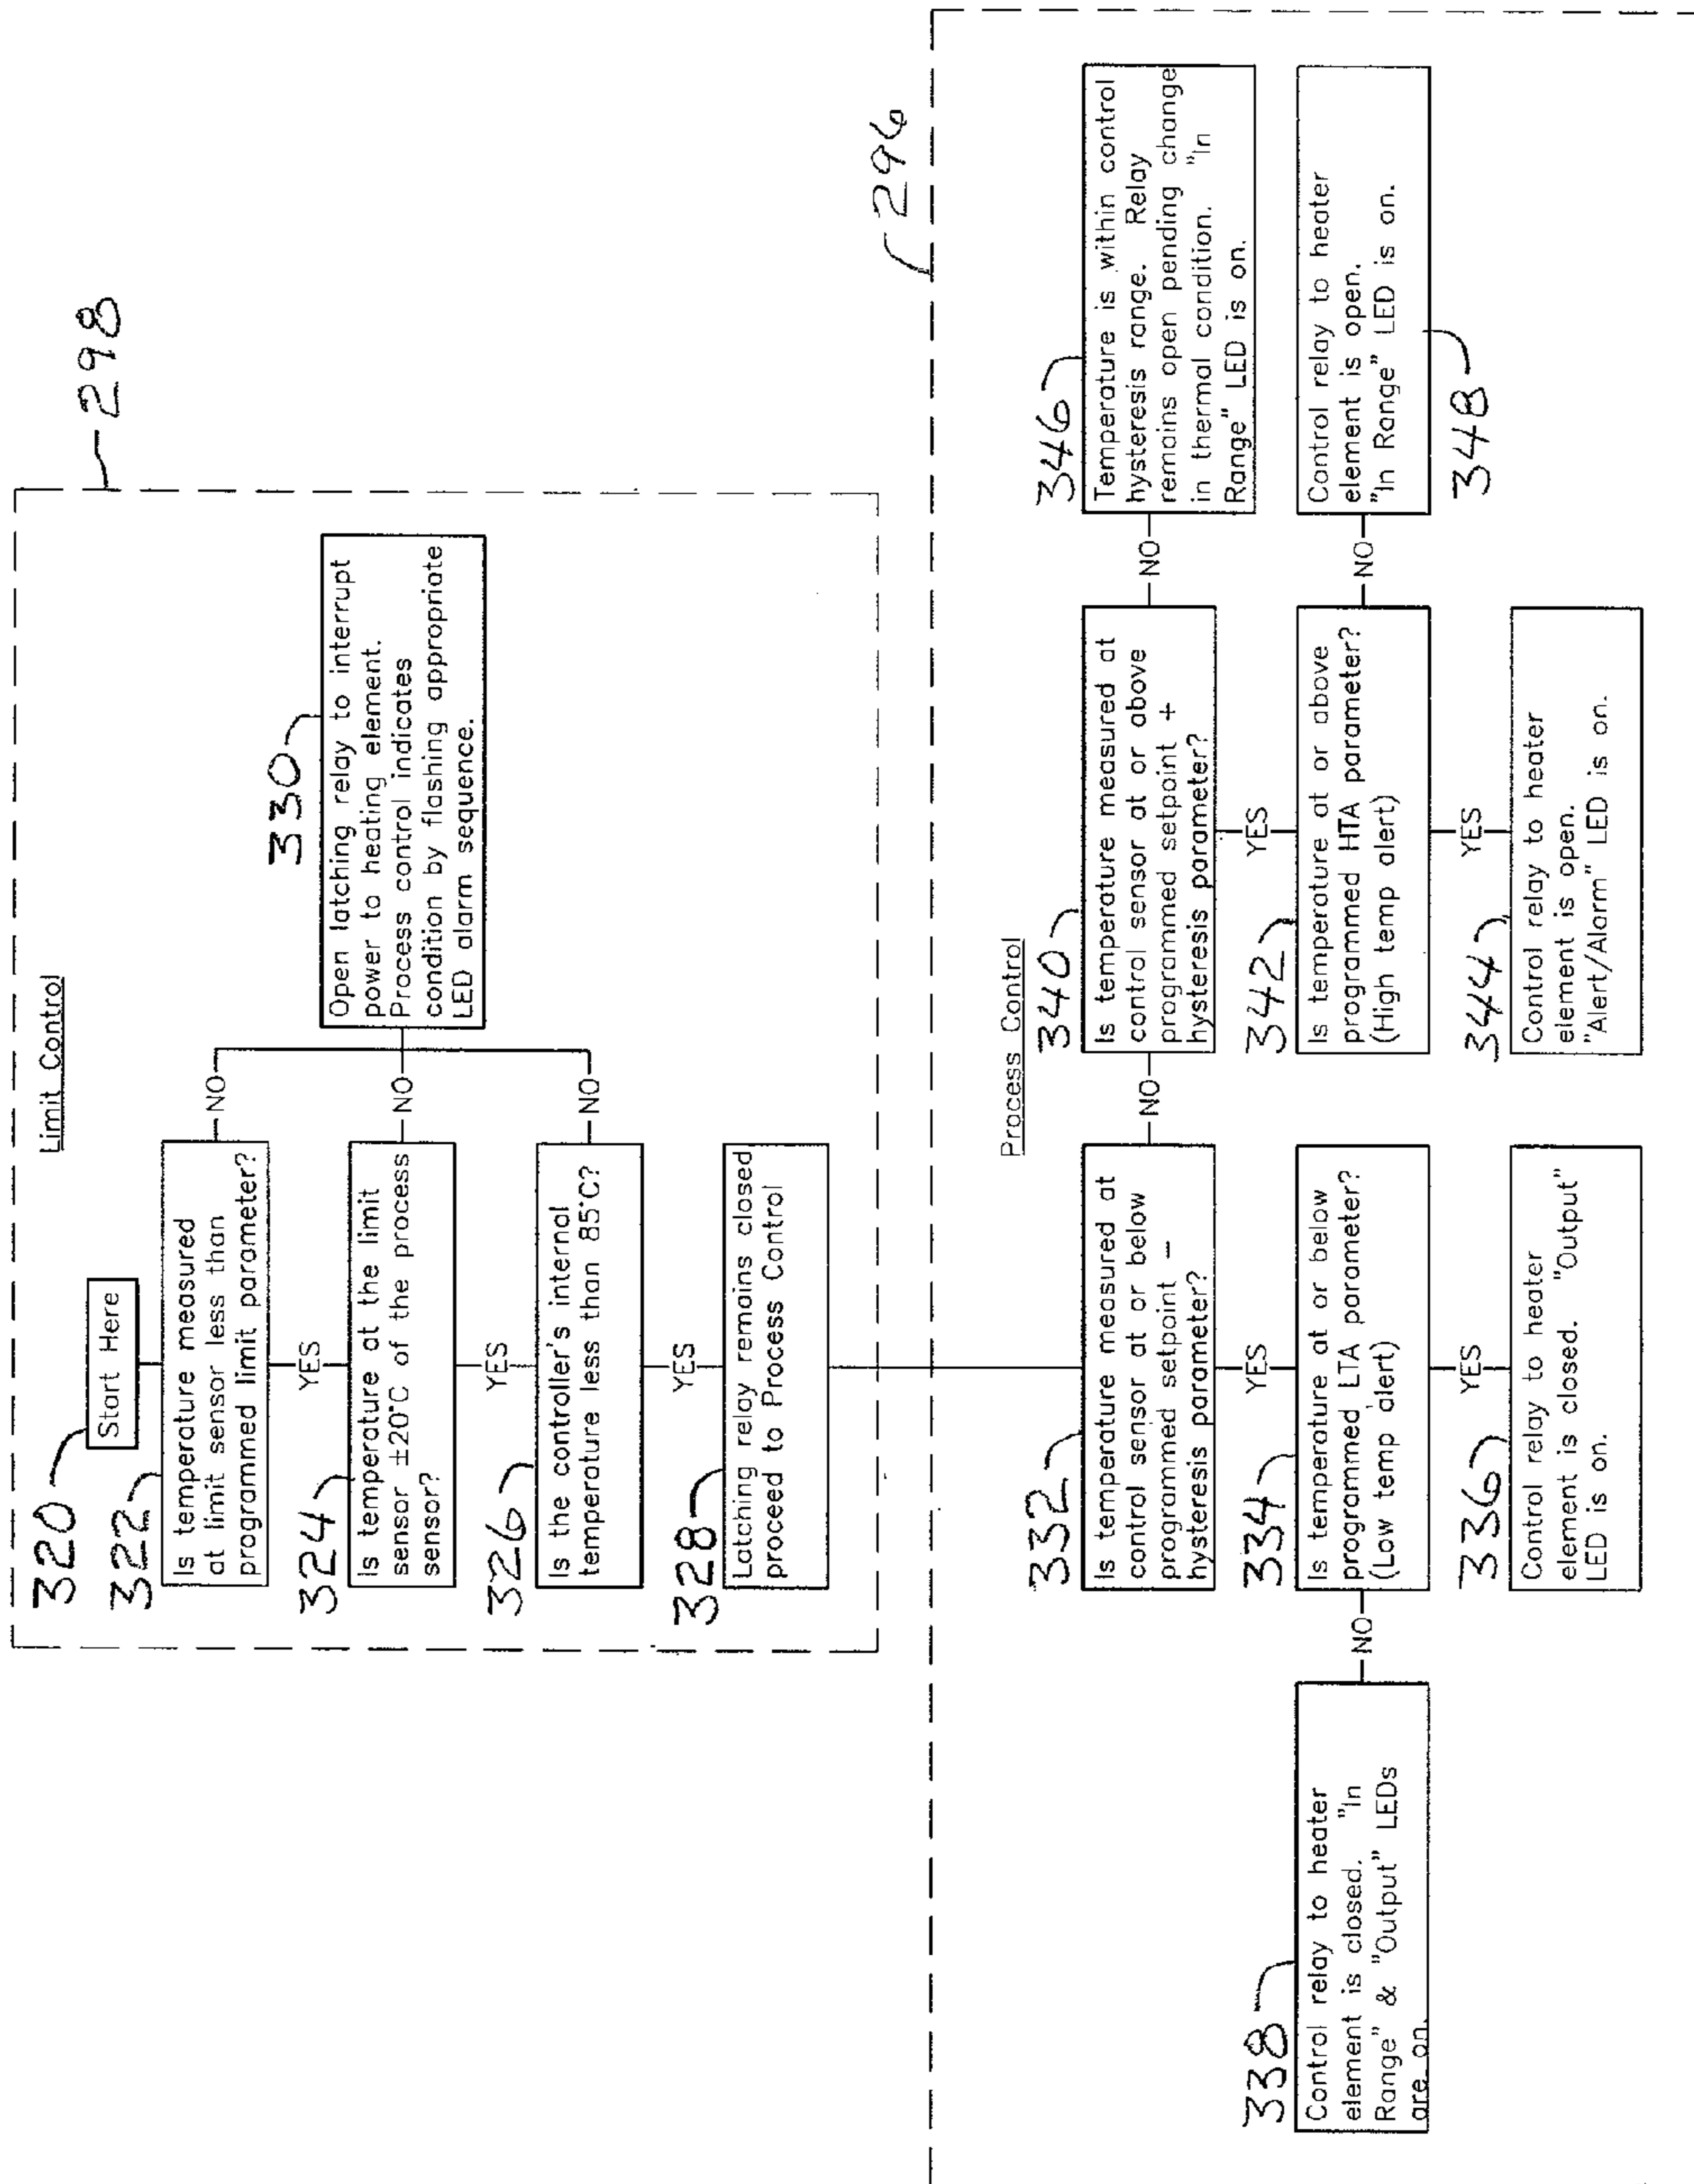 298
Limit Control
320
Start Here
322
Is temperature measured
at limit sensor less than
programmed limit parameter?
NO
YES
324
Is temperature at the limit
sensor ±20°C of the process
sensor?
NO
YES
326
Is the controller's internal
temperature less than 85°C?
NO
YES
328
Latching relay remains closed
proceed to Process Control
330
Open latching relay to interrupt
power to heating element.
Process control indicates
condition by flashing appropriate
LED alarm sequence.
296
Process Control
332
Is temperature measured at
control sensor at or below
programmed setpoint –
hysteresis parameter?
NO
YES
334
Is temperature at or below
programmed LTA parameter?
(Low temp alert)
NO
YES
336
Control relay to heater
element is closed. "Output"
LED is on.
338
Control relay to heater
element is closed. "In
Range" & "Output" LEDs
are on.
340
Is temperature measured at
control sensor at or above
programmed setpoint +
hysteresis parameter?
NO
YES
342
Is temperature at or above
programmed HTA parameter?
(High temp alert)
NO
YES
344
Control relay to heater
element is open.
"Alert/Alarm" LED is on.
346
Temperature is within control
hysteresis range. Relay
remains open pending change
in thermal condition. "In
Range" LED is on.
Control relay to heater
element is open.
"In Range" LED is on.
348